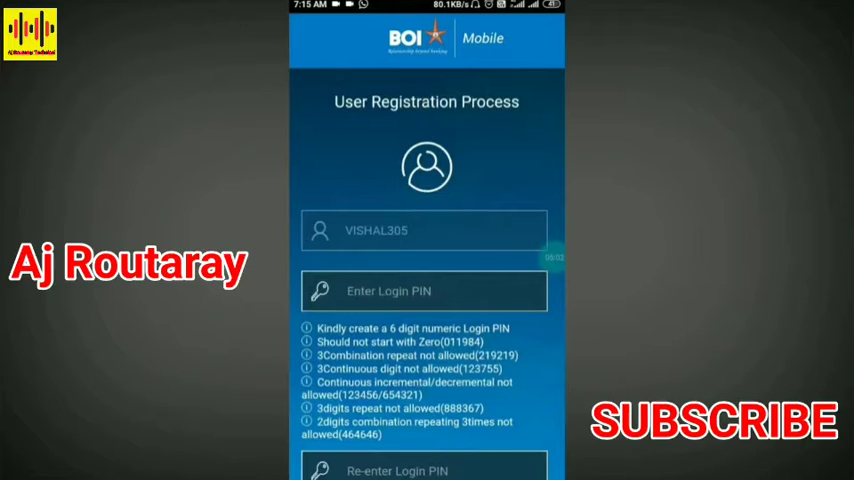 7:15 AM
80.1KB/s
41
BOI
Relationship beyond banking
Mobile
User Registration Process
VISHAL305
05:03
Enter Login PIN
Kindly create a 6 digit numeric Login PIN
Should not start with Zero(011984)
3Combination repeat not allowed(219219)
3Continuous digit not allowed(123755)
Continuous incremental/decremental not
allowed(123456/654321)
3digits repeat not allowed(888367)
2digits combination repeating 3times not
allowed(464646)
Re-enter Login PIN
Aj Routaray
SUBSCRIBE